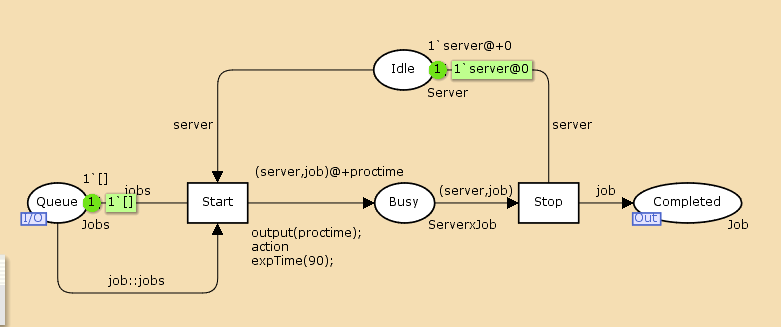 1`server@+0
Idle
1
1`server@0
Server
server
server
(server,job)@+proctime
1`[]
jobs
(server,job)
job
Queue
1
1`[]
Start
Busy
Stop
Completed
I/O
Out
Jobs
ServerxJob
Job
output(proctime);
action
expTime(90);
job::jobs